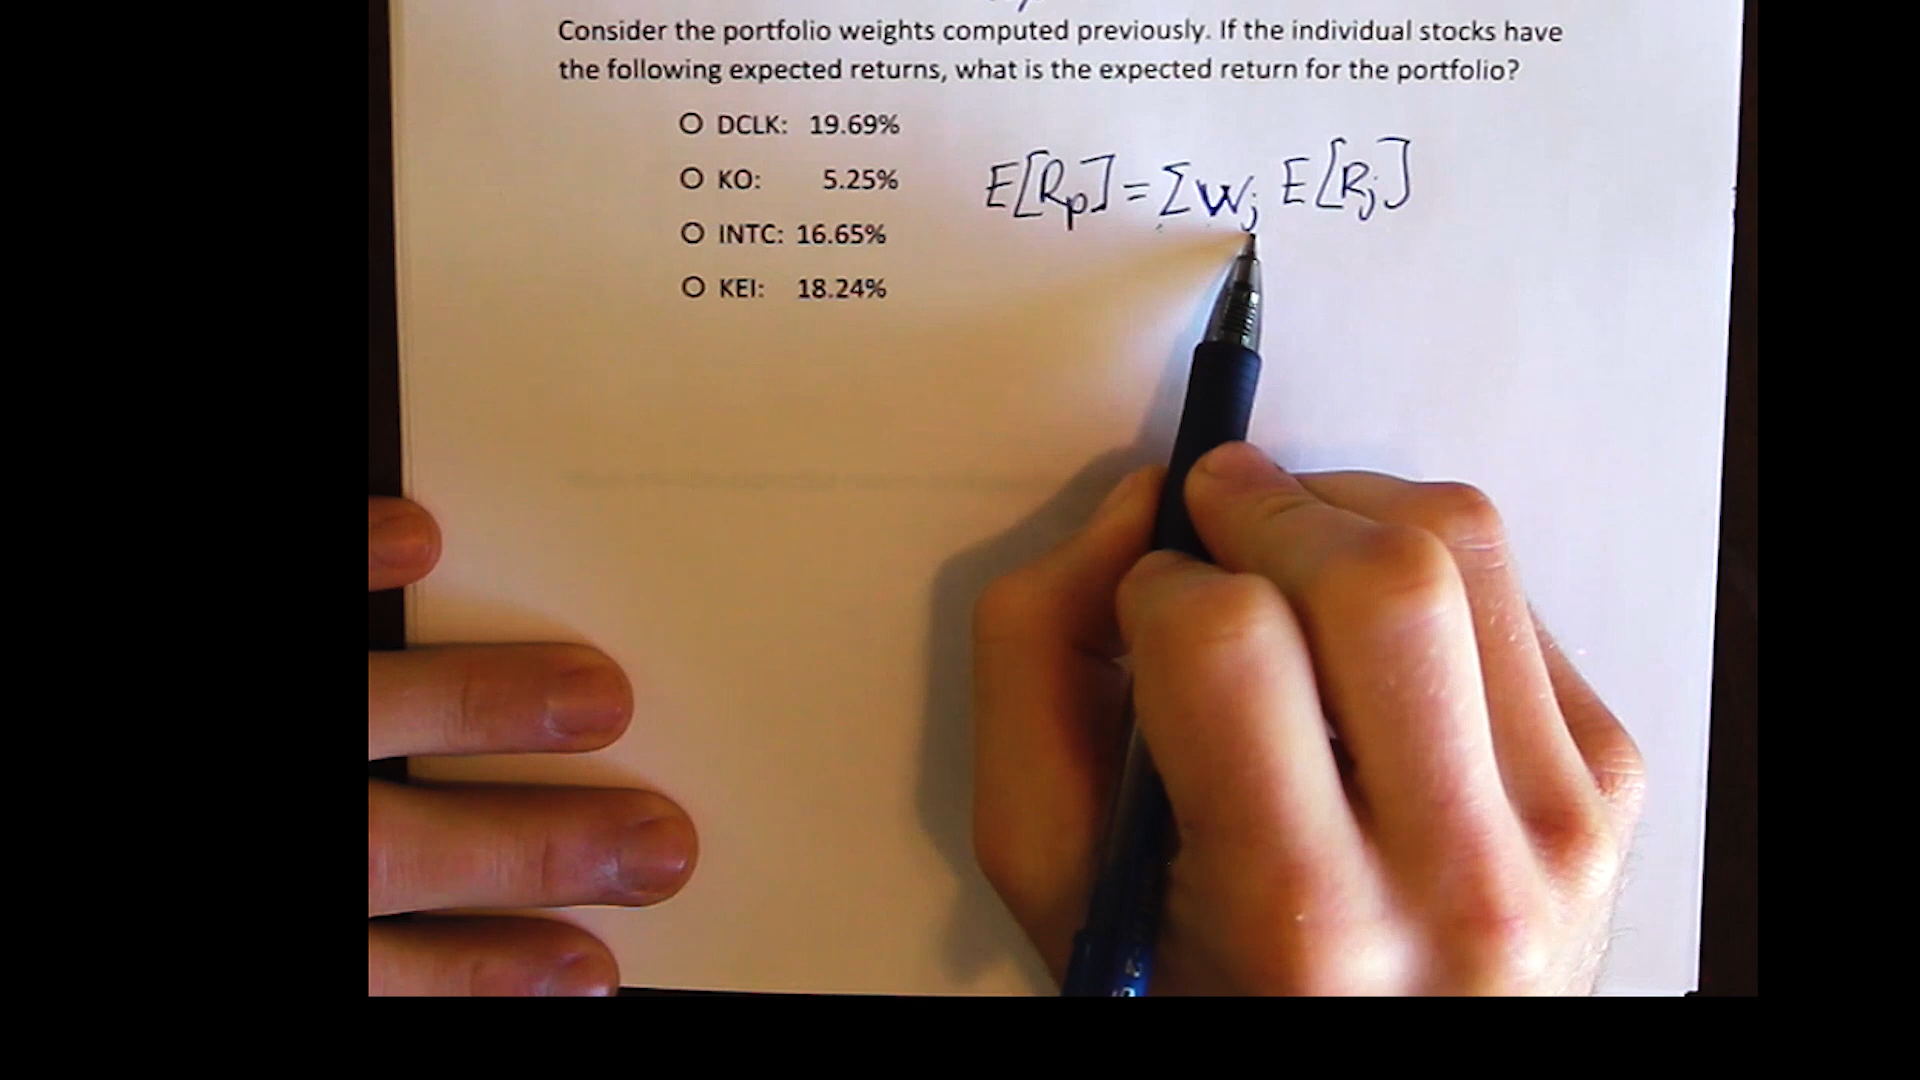 Consider the portfolio weights computed previously. If the individual stocks have
the following expected returns, what is the expected return for the portfolio?
O DCLK: 19.69%
O KO: 5.25%
O INTC: 16.65%
O KEI: 18.24%
E[Rp] = Σ Wj E[Rj]